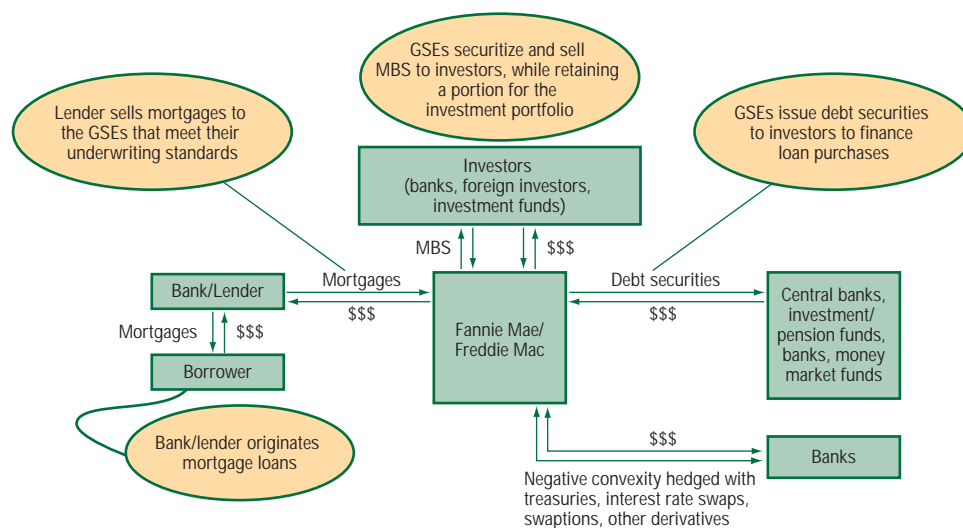 GSEs securitize and sell
MBS to investors, while retaining
a portion for the
investment portfolio
Lender sells mortgages to
the GSEs that meet their
underwriting standards
GSEs issue debt securities
to investors to finance
loan purchases
Investors
(banks, foreign investors,
investment funds)
MBS
$$$
Mortgages
Debt securities
Bank/Lender
$$$
$$$
Mortgages
$$$
Fannie Mae/
Freddie Mac
Central banks,
investment/
pension funds,
banks, money
market funds
Borrower
Bank/lender originates
mortgage loans
$$$
Banks
Negative convexity hedged with
treasuries, interest rate swaps,
swaptions, other derivatives